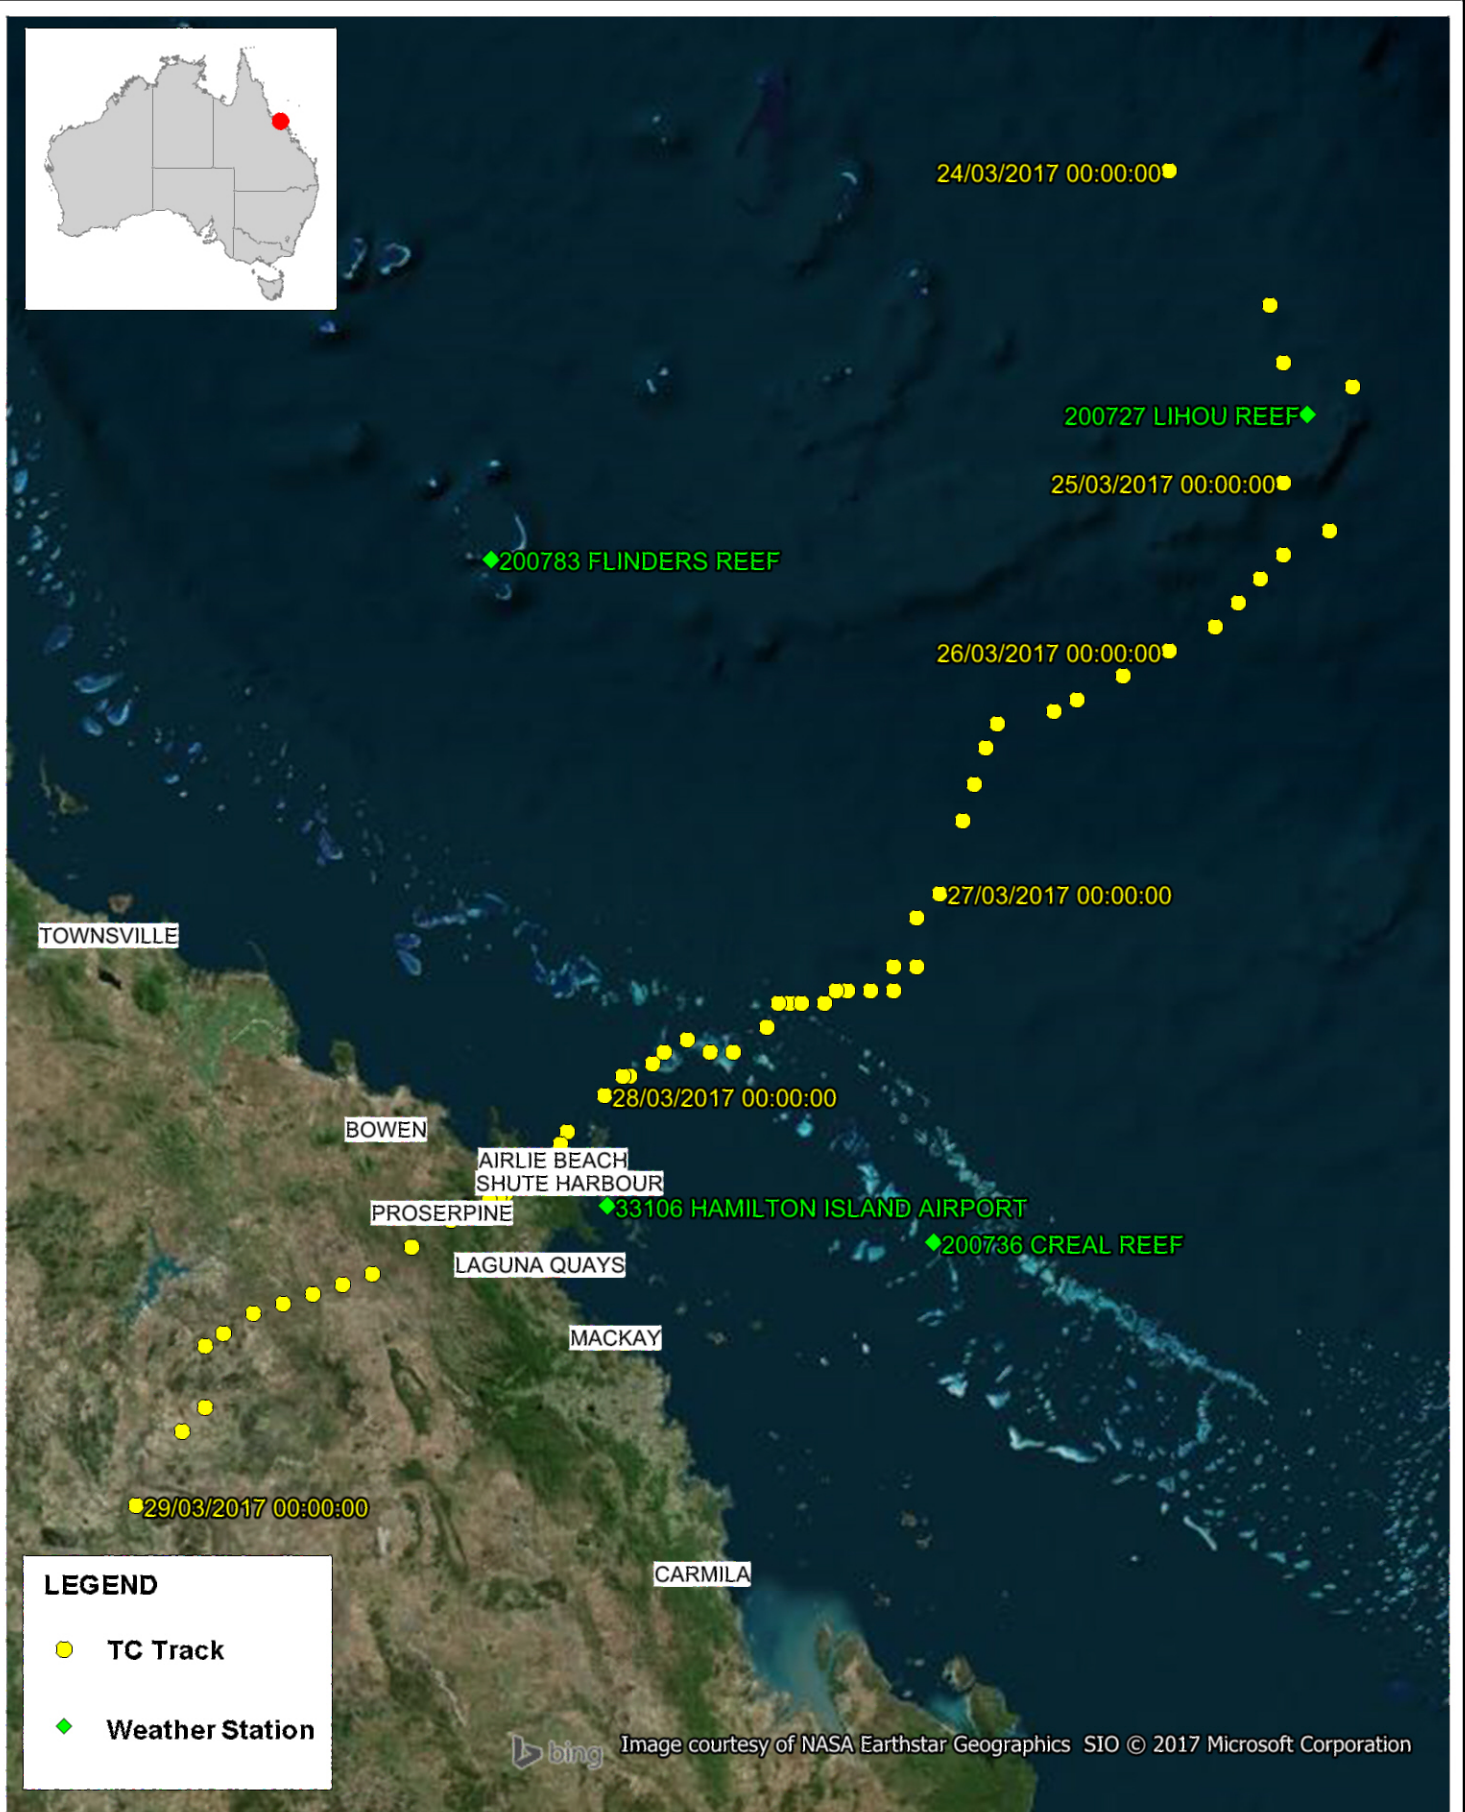 24/03/2017 00:00:00
200727 LIHOU REEF
25/03/2017 00:00:00
200783 FLINDERS REEF
26/03/2017 00:00:00
27/03/2017 00:00:00
TOWNSVILLE
28/03/2017 00:00:00
BOWEN
AIRLIE BEACH
SHUTE HARBOUR
33106 HAMILTON ISLAND AIRPORT
PROSERPINE
200736 CREAL REEF
LAGUNA QUAYS
MACKAY
29/03/2017 00:00:00
CARMILA
LEGEND
TC Track
Weather Station
bing
Image courtesy of NASA Earthstar Geographics SIO © 2017 Microsoft Corporation